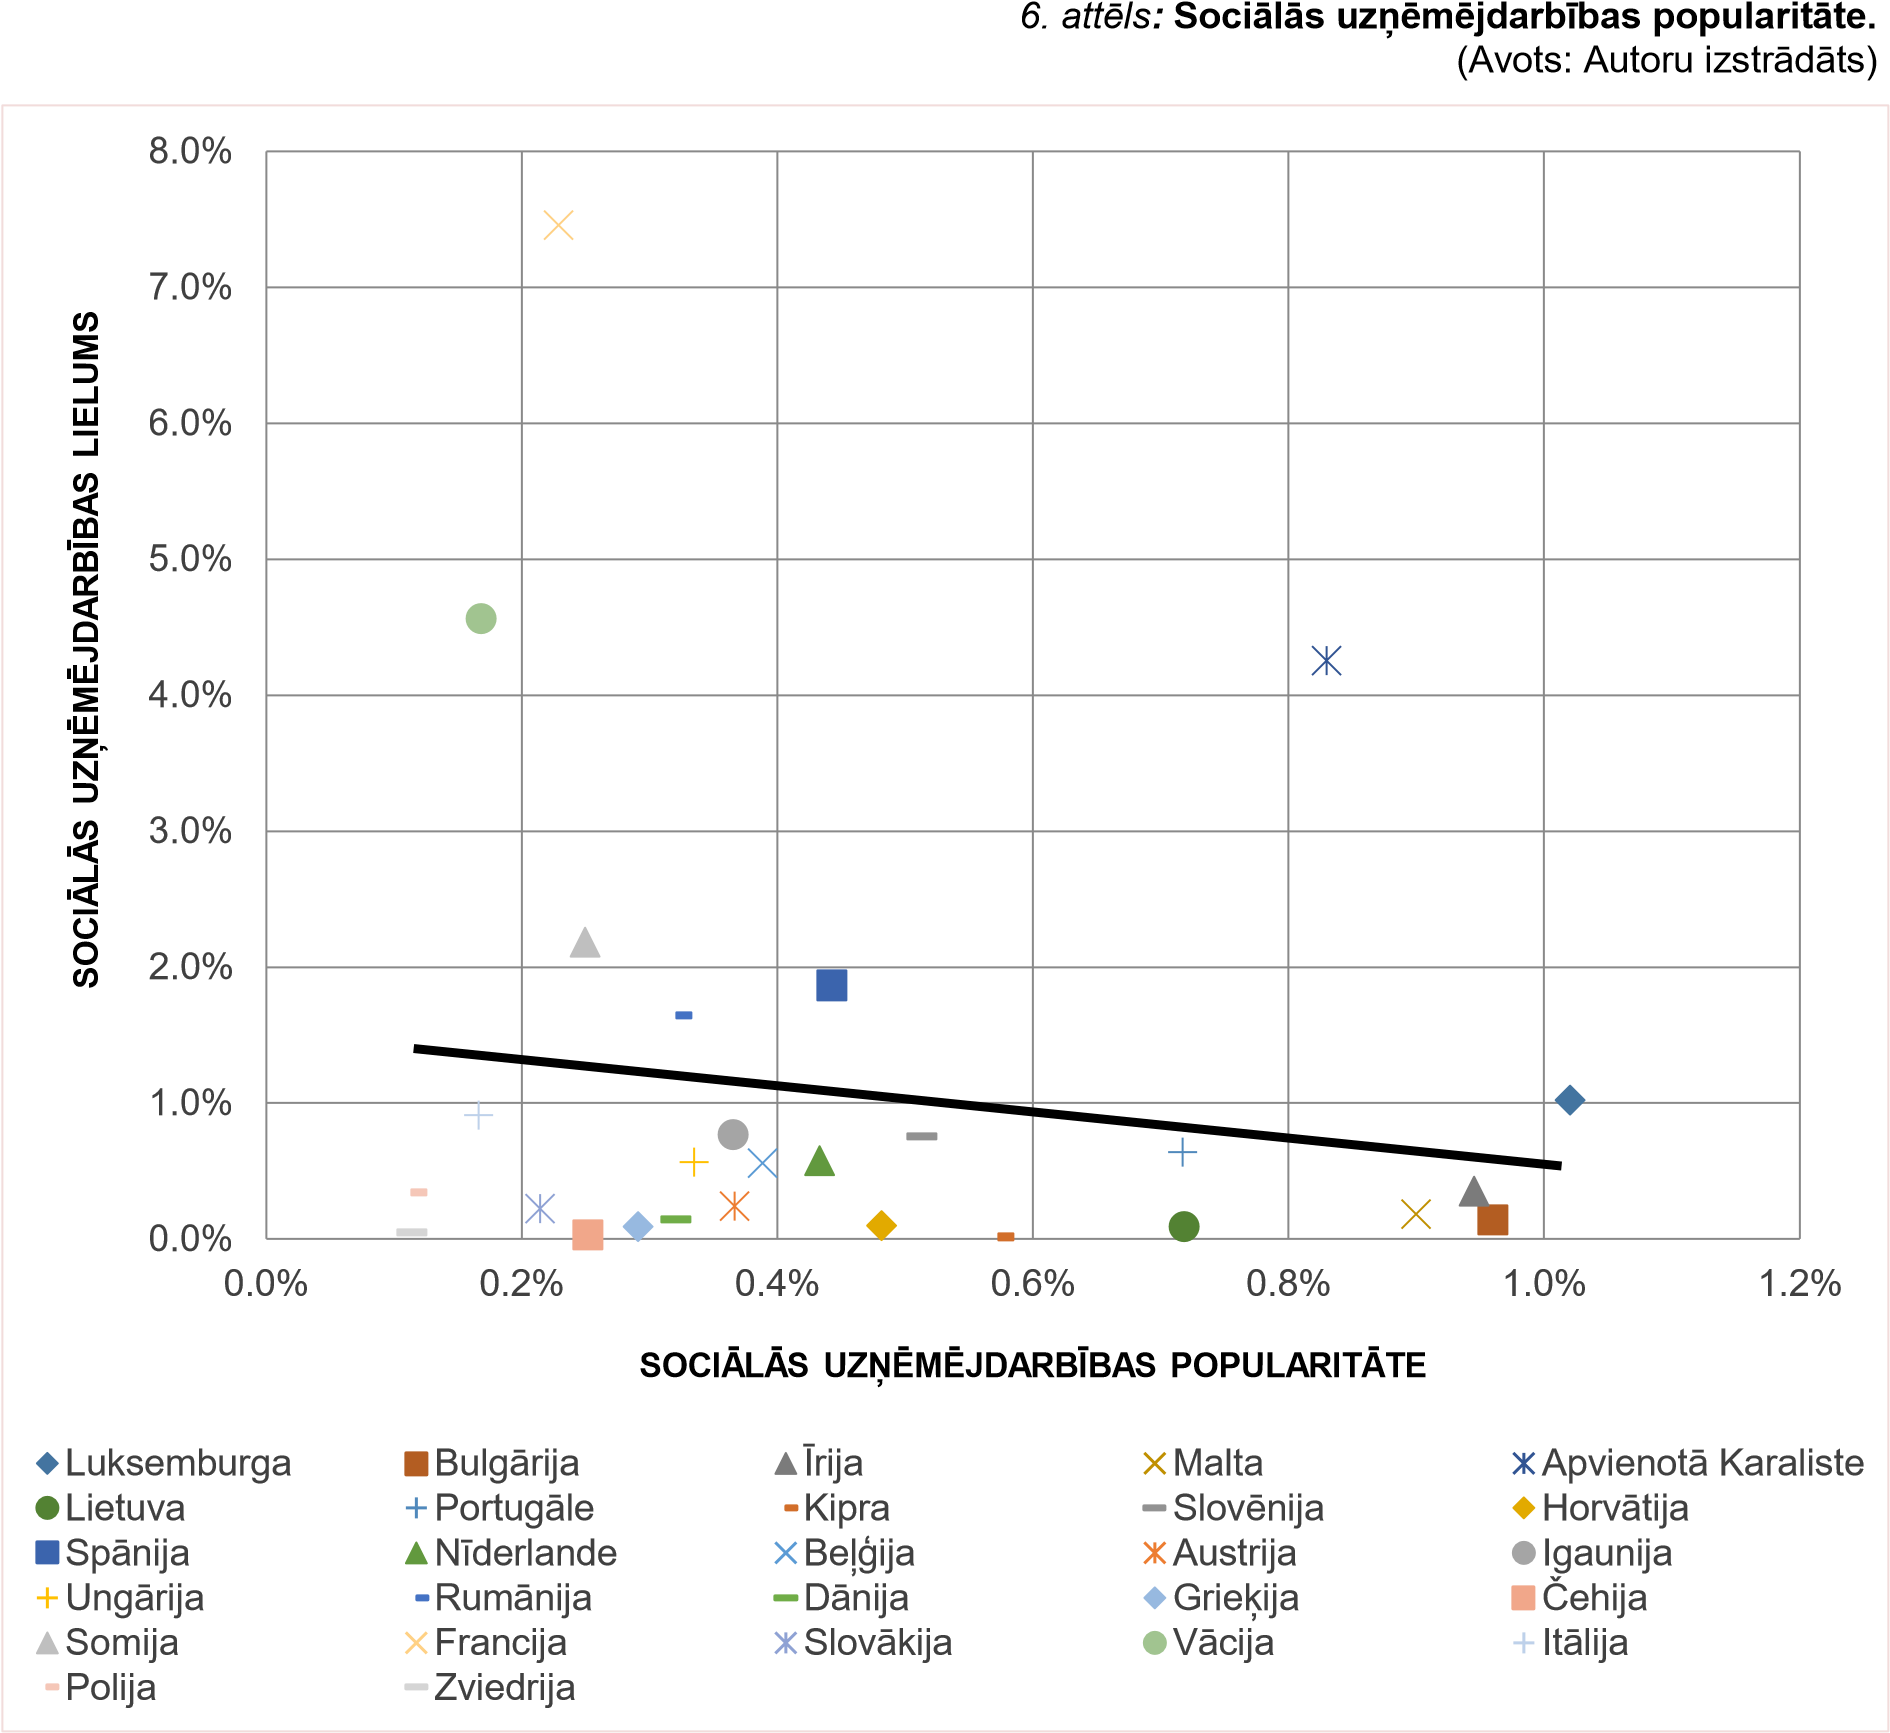 6. attēls: Sociālās uzņēmējdarbības popularitāte.
(Avots: Autoru izstrādāts)
8.0%
7.0%
6.0%
5.0%
4.0%
3.0%
2.0%
1.0%
0.0%
SOCIĀLĀS UZŅĒMĒJDARBĪBAS LIELUMS
0.0% 0.2% 0.4% 0.6% 0.8% 1.0% 1.2%
SOCIĀLĀS UZŅĒMĒJDARBĪBAS POPULARITĀTE
Luksemburga Bulgārija Īrija Malta Apvienotā Karaliste
Lietuva Portugāle Kipra Slovēnija Horvātija
Spānija Nīderlande Beļģija Austrija Igaunija
Ungārija Rumānija Dānija Grieķija Čehija
Somija Francija Slovākija Vācija Itālija
Polija Zviedrija